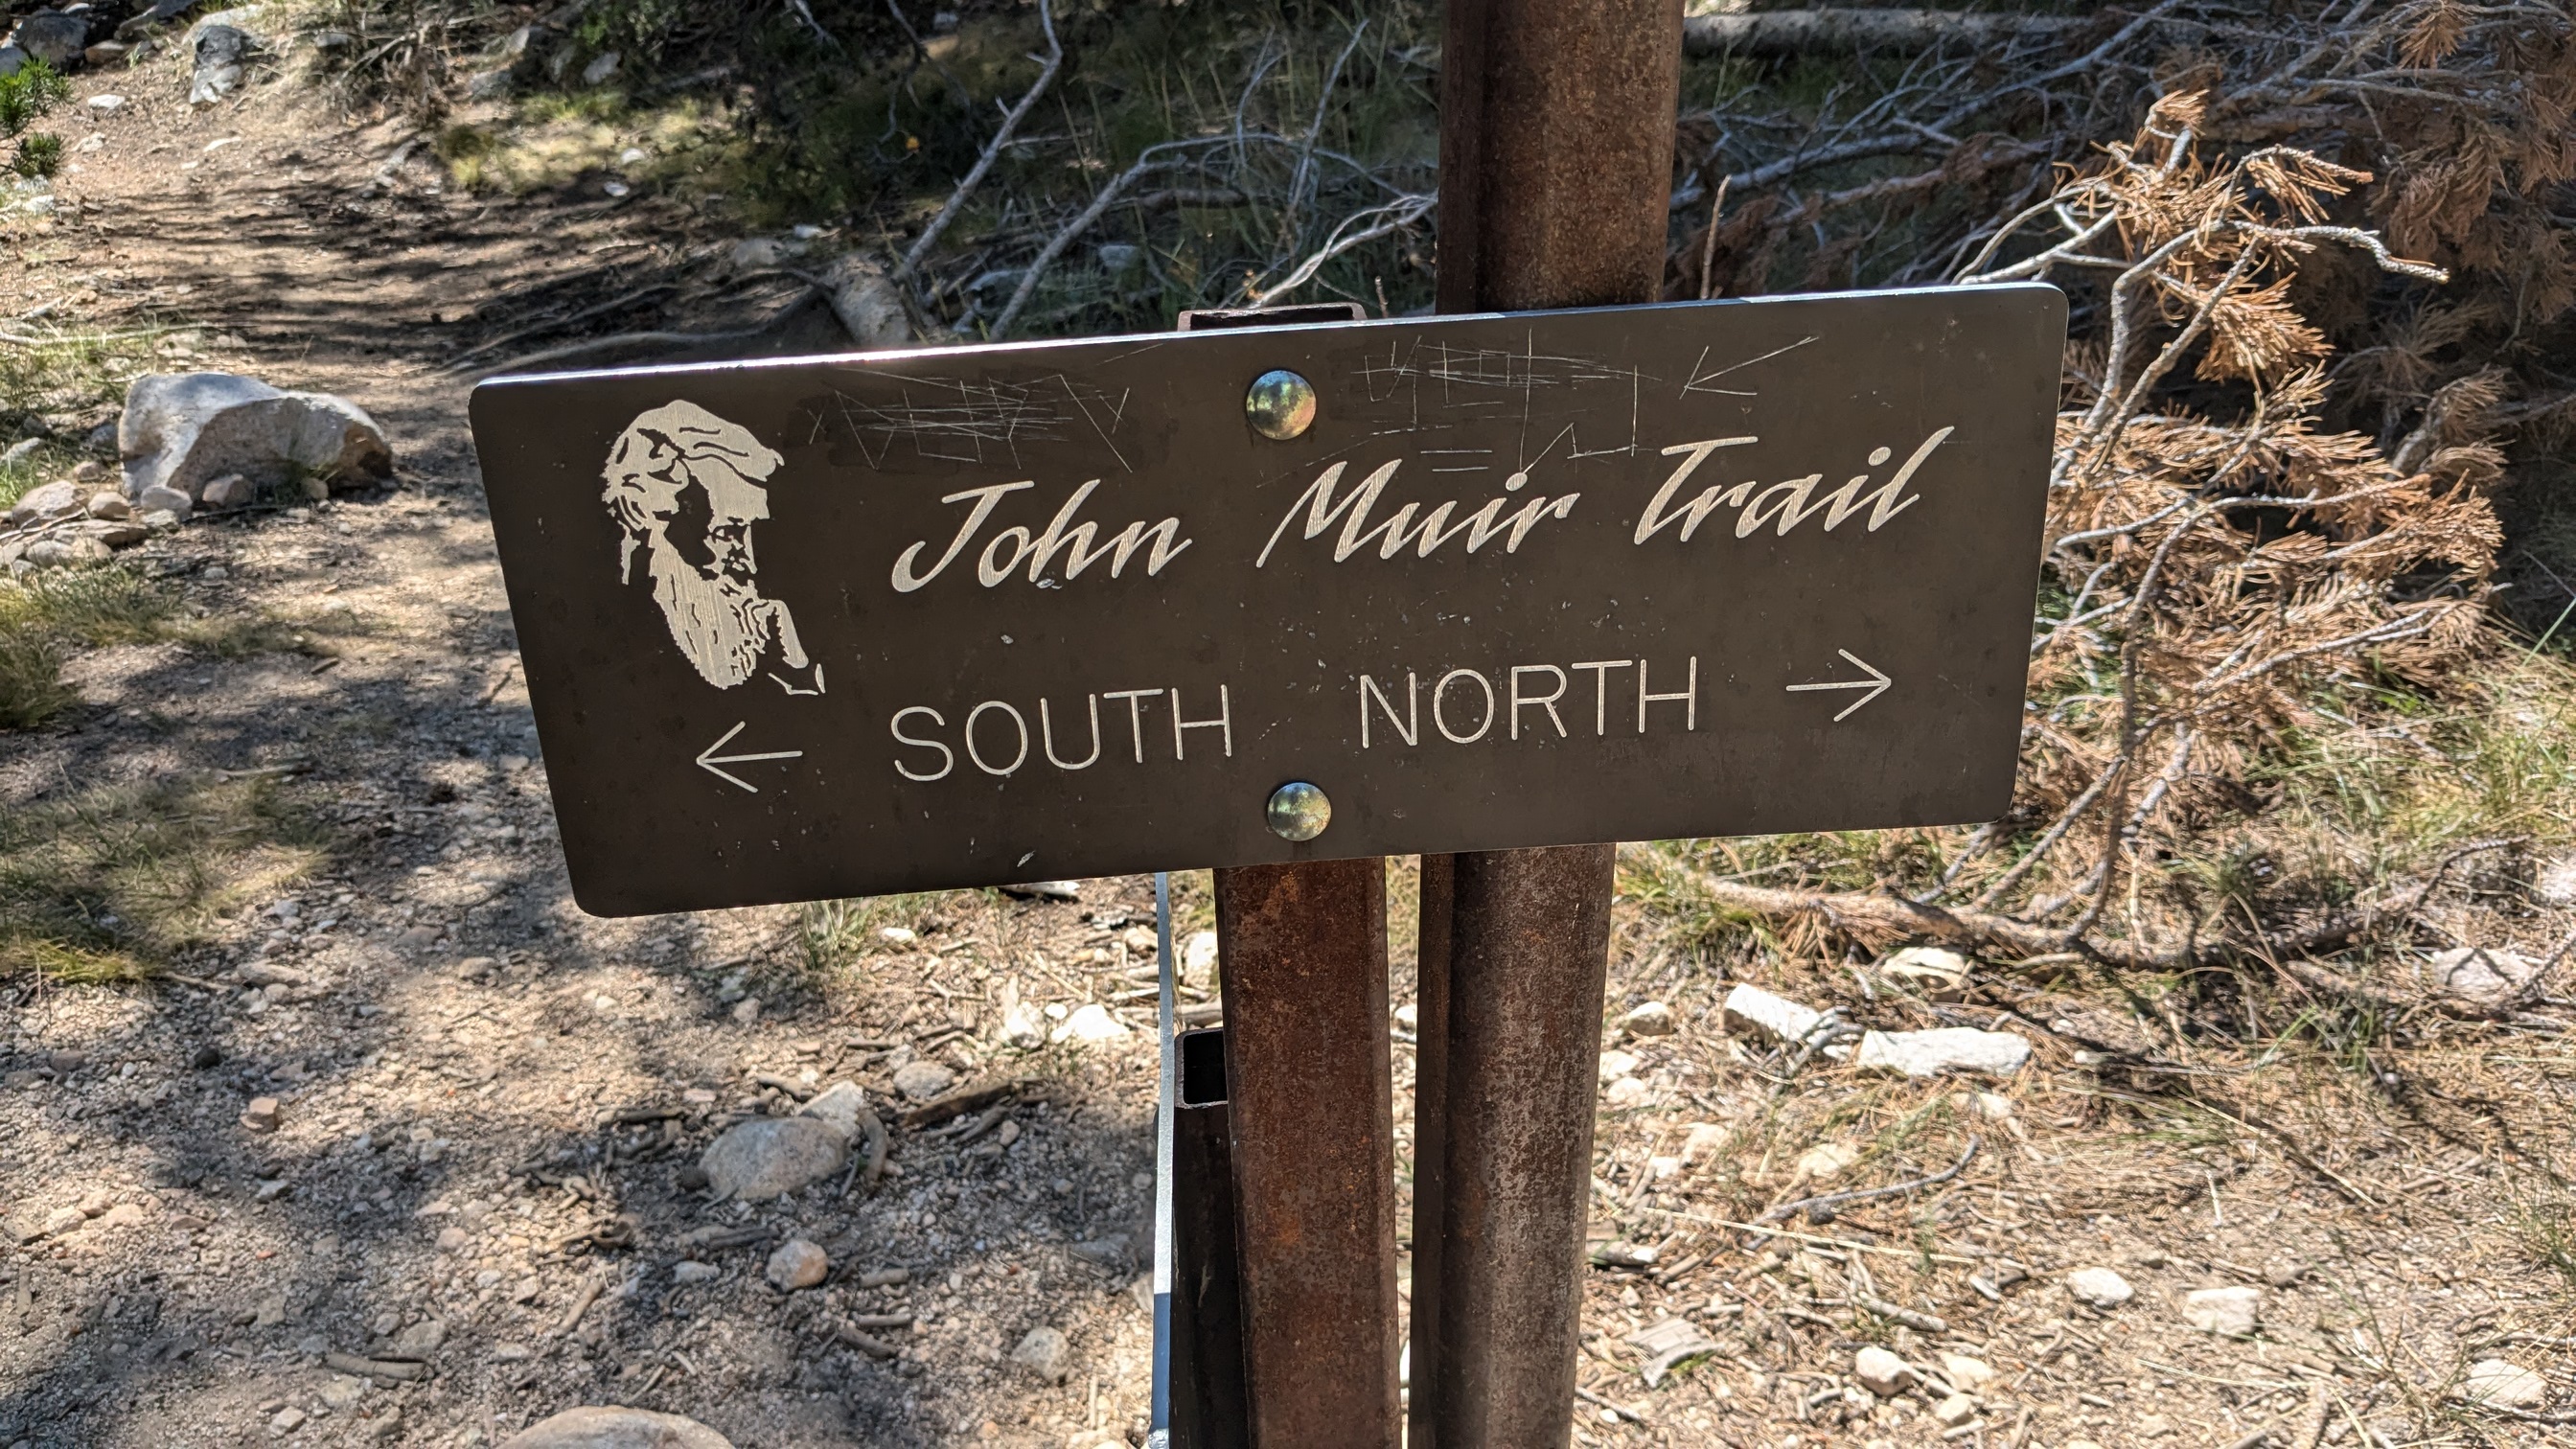 John Muir Trail
← SOUTH NORTH →